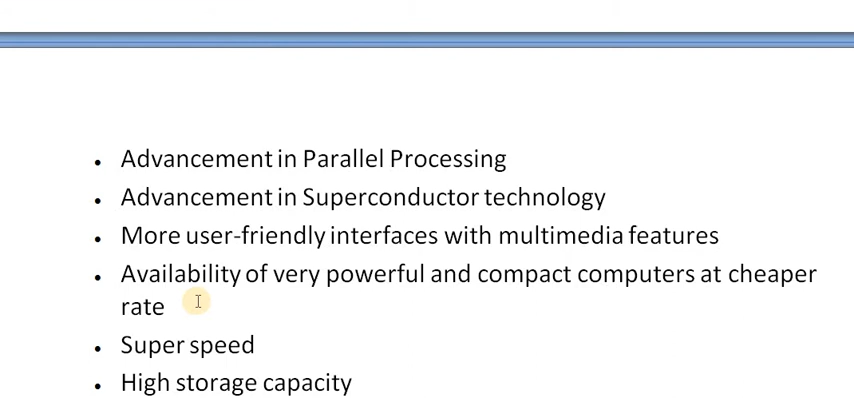 Advancement in Parallel Processing
Advancement in Superconductor technology
More user-friendly interfaces with multimedia features
Availability of very powerful and compact computers at cheaper
rate
Super speed
High storage capacity